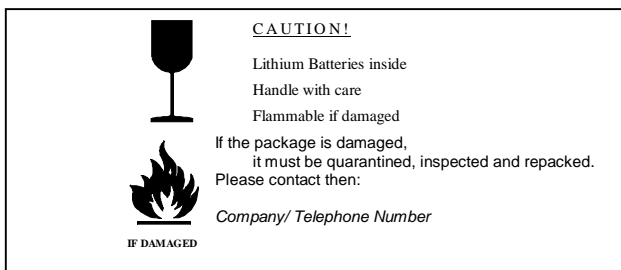 CAUTION!
Lithium Batteries inside
Handle with care
Flammable if damaged
If the package is damaged,
it must be quarantined, inspected and repacked.
Please contact then:
Company/ Telephone Number
IF DAMAGED